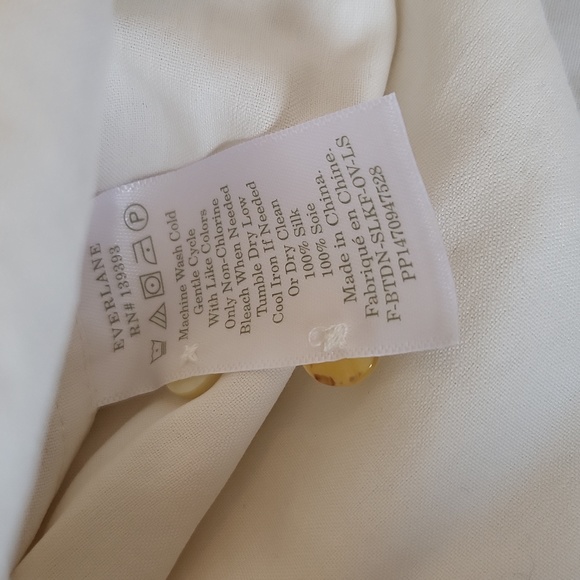 EVERLANE
RN# 139393
Machine Wash Cold
Gentle Cycle
With Like Colors
Only Non-Chlorine
Bleach When Needed
Tumble Dry Low
Cool Iron If Needed
Or Dry Clean
100% Silk
100% Soie
Made in China.
Fabriqué en Chine.
F-BTDN-SLKF-OV-LS
PP1470947528